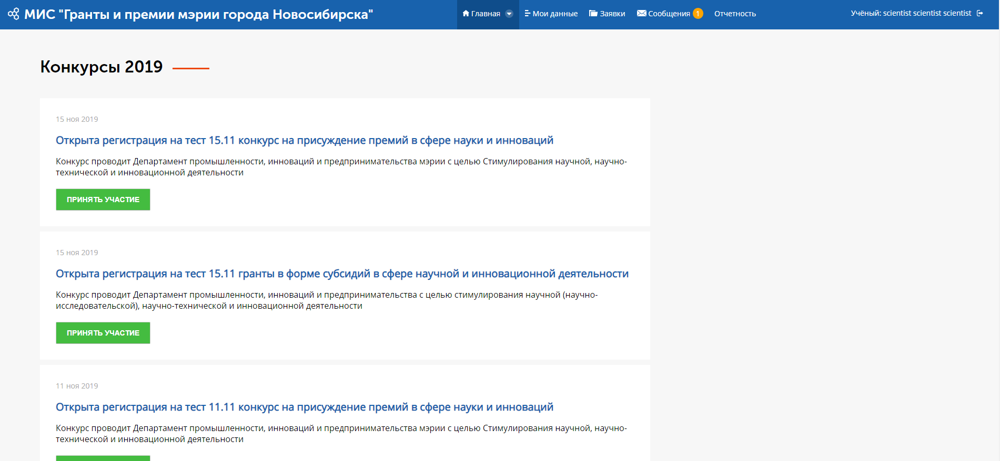 МИС "Гранты и премии мэрии города Новосибирска"
Главная
Мои данные
Заявки
Сообщения 1
Отчетность
Учёный: scientist scientist scientist
Конкурсы 2019
15 ноя 2019
Открыта регистрация на тест 15.11 конкурс на присуждение премий в сфере науки и инноваций
Конкурс проводит Департамент промышленности, инноваций и предпринимательства мэрии с целью Стимулирования научной, научно-
технической и инновационной деятельности
ПРИНЯТЬ УЧАСТИЕ
15 ноя 2019
Открыта регистрация на тест 15.11 гранты в форме субсидий в сфере научной и инновационной деятельности
Конкурс проводит Департамент промышленности, инноваций и предпринимательства с целью стимулирования научной (научно-
исследовательской), научно-технической и инновационной деятельности
ПРИНЯТЬ УЧАСТИЕ
11 ноя 2019
Открыта регистрация на тест 11.11 конкурс на присуждение премий в сфере науки и инноваций
Конкурс проводит Департамент промышленности, инноваций и предпринимательства мэрии с целью Стимулирования научной, научно-
технической и инновационной деятельности